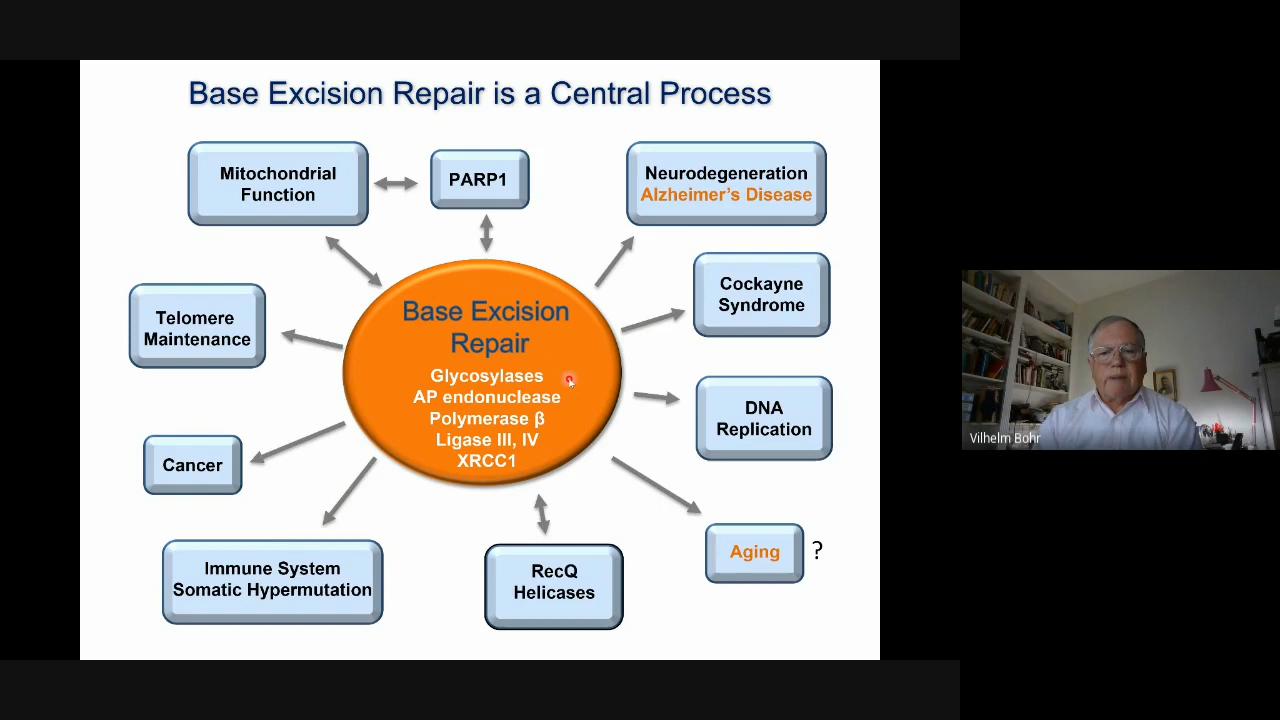 Base Excision Repair is a Central Process
Mitochondrial
Function
PARP1
Neurodegeneration
Alzheimer's Disease
Cockayne
Syndrome
Telomere
Maintenance
Base Excision
Repair
Glycosylases
AP endonuclease
Polymerase β
Ligase III, IV
XRCC1
DNA
Replication
Cancer
Aging ?
Immune System
Somatic Hypermutation
RecQ
Helicases
Vilhelm Bohr